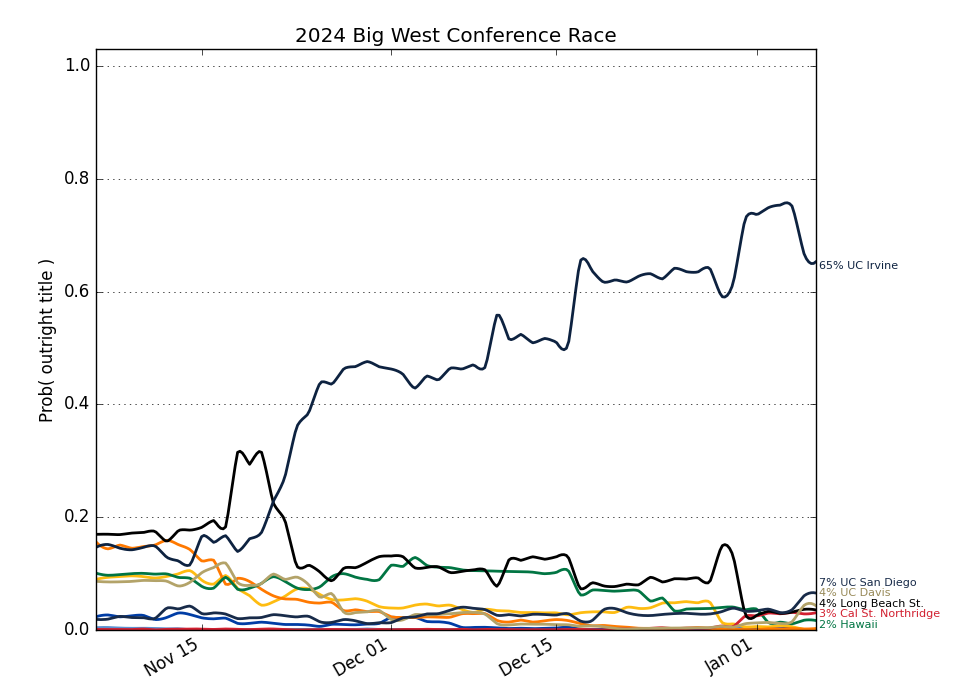 2024 Big West Conference Race
Prob( outright title )
1.0
0.8
0.6
0.4
0.2
0.0
Nov 15
Dec 01
Dec 15
Jan 01
65% UC Irvine
7% UC San Diego
4% UC Davis
4% Long Beach St.
3% Cal St. Northridge
2% Hawaii